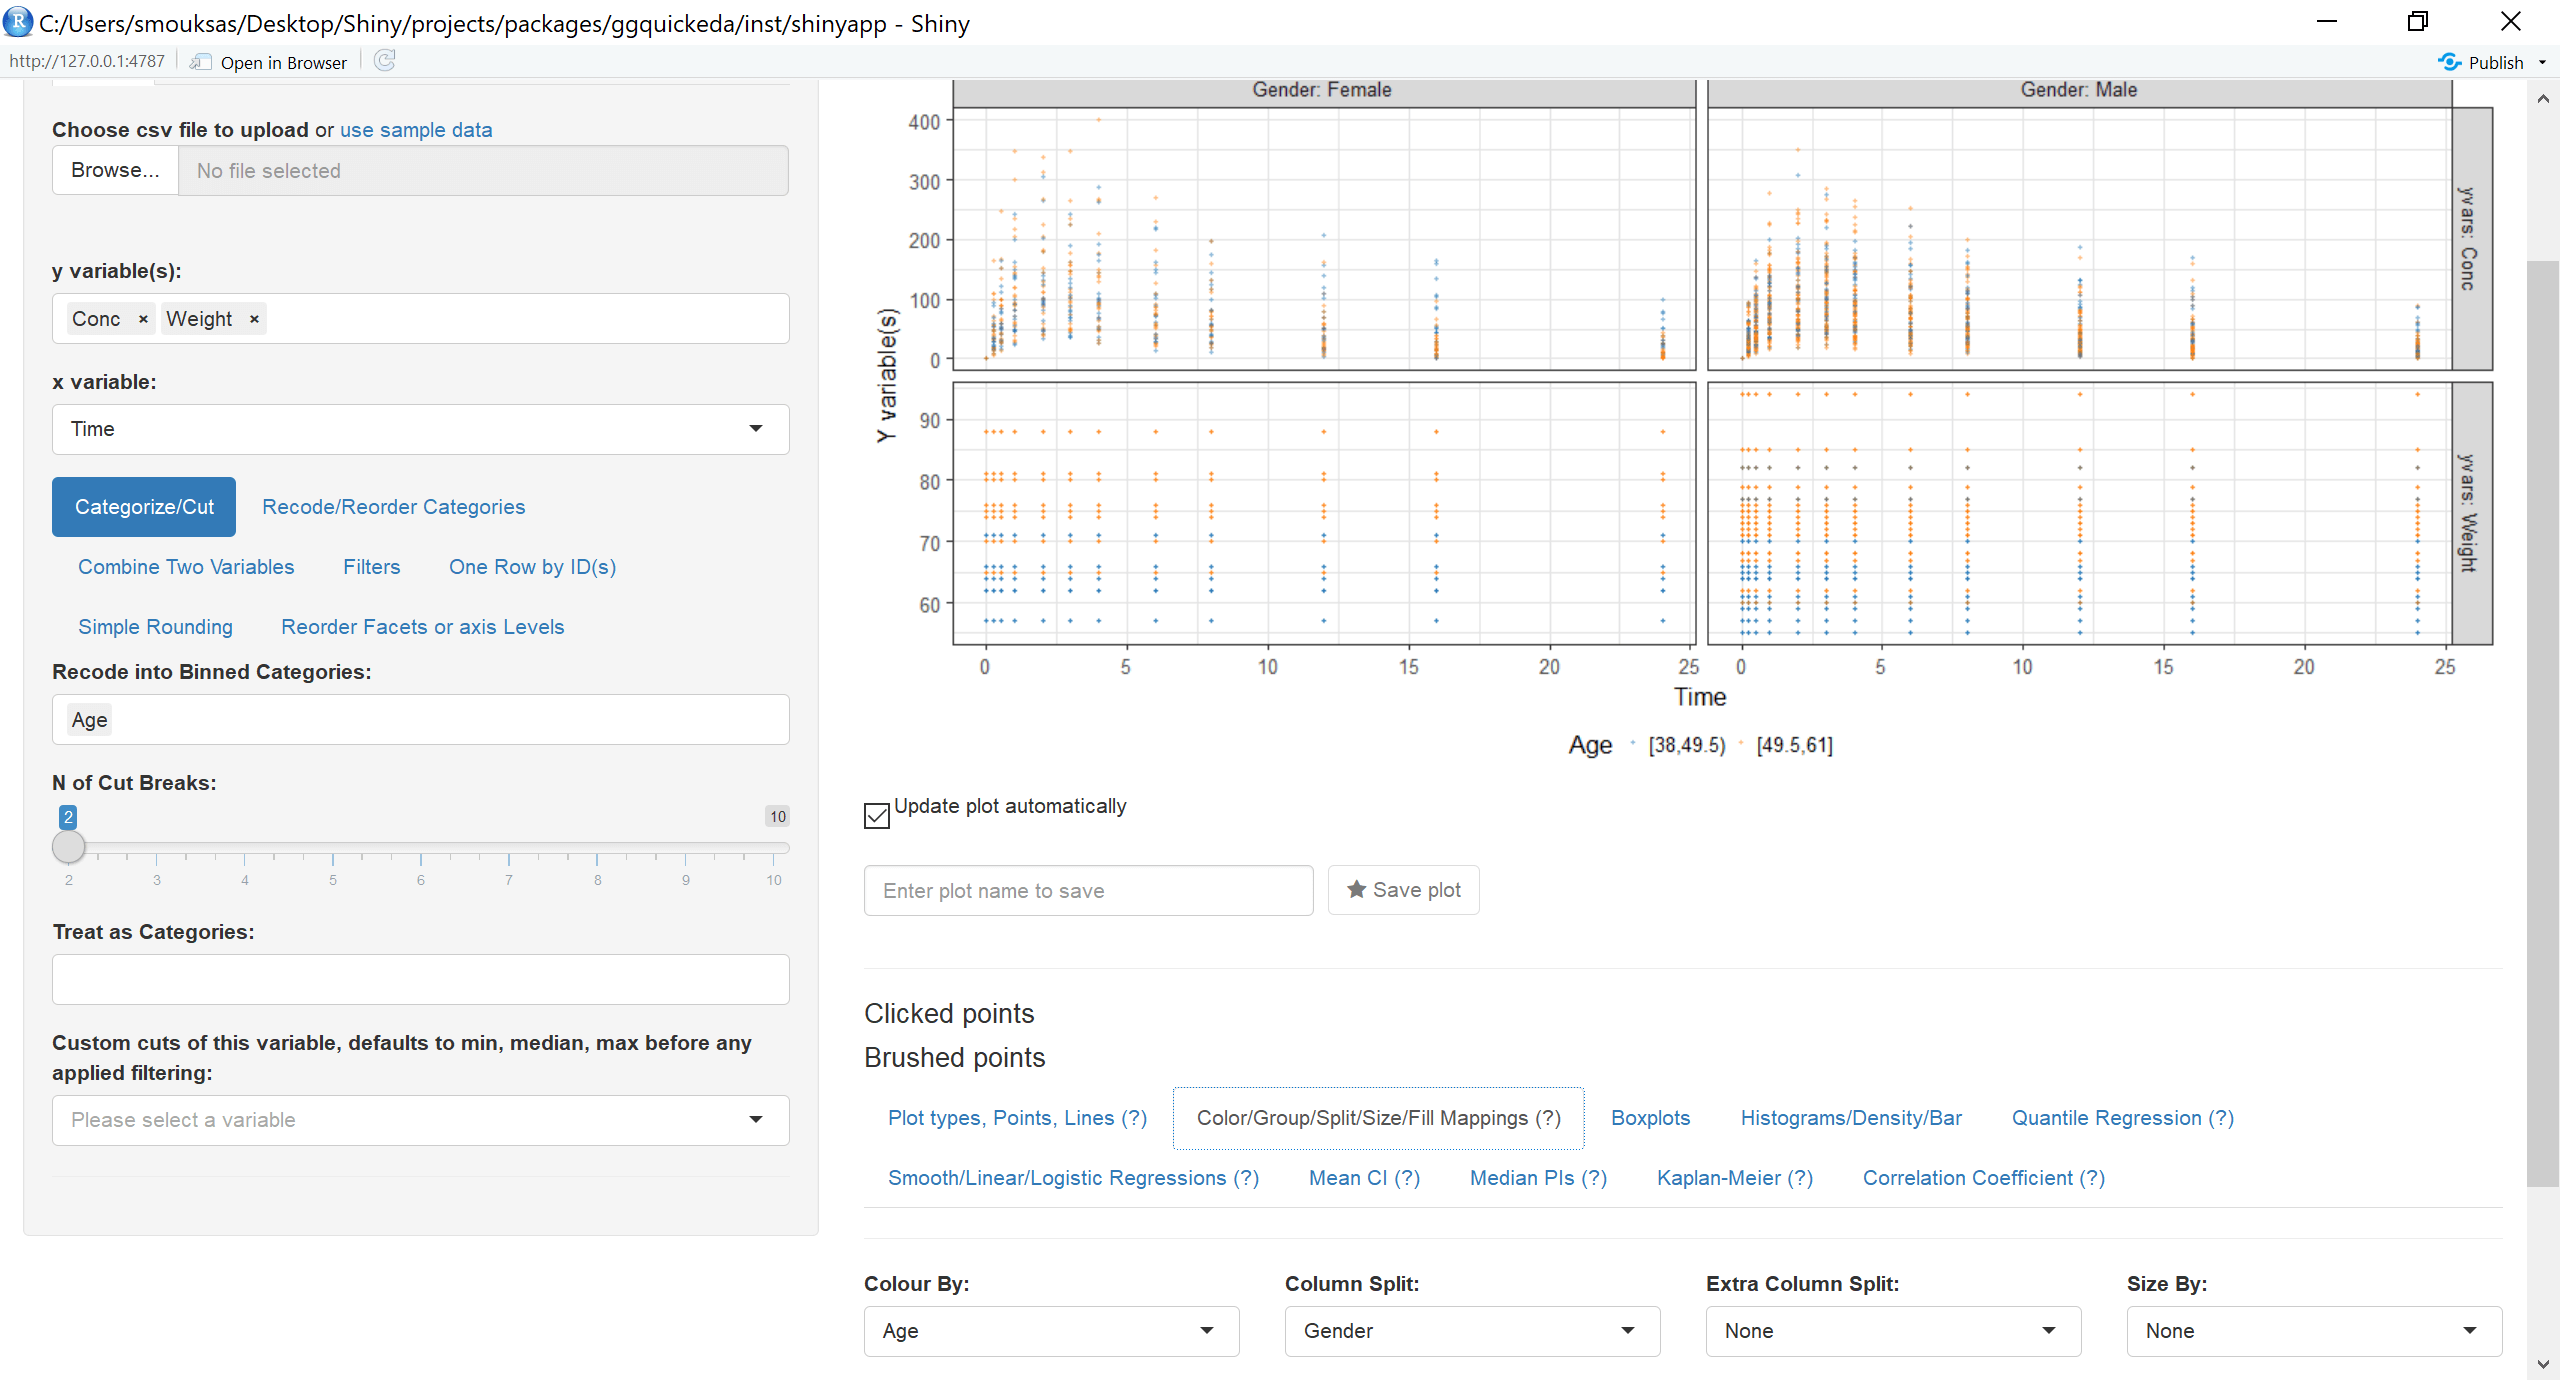 C:/Users/smouksas/Desktop/Shiny/projects/packages/ggquickeda/inst/shinyapp - Shiny
http://127.0.0.1:4787 Open in Browser Publish
Choose csv file to upload or use sample data
Browse... No file selected
y variable(s):
Conc × Weight ×
x variable:
Time
Categorize/Cut Recode/Reorder Categories
Combine Two Variables Filters One Row by ID(s)
Simple Rounding Reorder Facets or axis Levels
Recode into Binned Categories:
Age
N of Cut Breaks:
2 10
2 3 4 5 6 7 8 9 10
Treat as Categories:
Custom cuts of this variable, defaults to min, median, max before any
applied filtering:
Please select a variable
Gender: Female Gender: Male
400
300
200
100
0
yvars: Conc
Y variable(s)
90
80
70
60
yvars: Weight
0 5 10 15 20 25 0 5 10 15 20 25
Time
Age [38,49.5) [49.5,61]
Update plot automatically
Enter plot name to save Save plot
Clicked points
Brushed points
Plot types, Points, Lines (?) Color/Group/Split/Size/Fill Mappings (?) Boxplots Histograms/Density/Bar Quantile Regression (?)
Smooth/Linear/Logistic Regressions (?) Mean CI (?) Median PIs (?) Kaplan-Meier (?) Correlation Coefficient (?)
Colour By: Column Split: Extra Column Split: Size By:
Age Gender None None